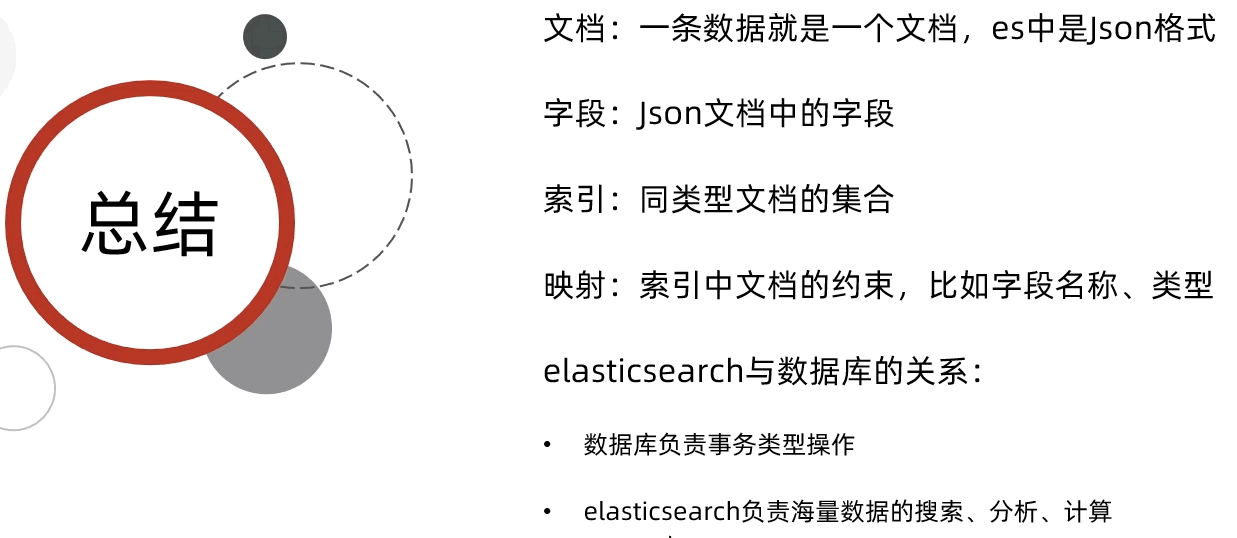 总结
文档：一条数据就是一个文档，es中是Json格式
字段：Json文档中的字段
索引：同类型文档的集合
映射：索引中文档的约束，比如字段名称、类型
elasticsearch与数据库的关系：
• 数据库负责事务类型操作
• elasticsearch负责海量数据的搜索、分析、计算